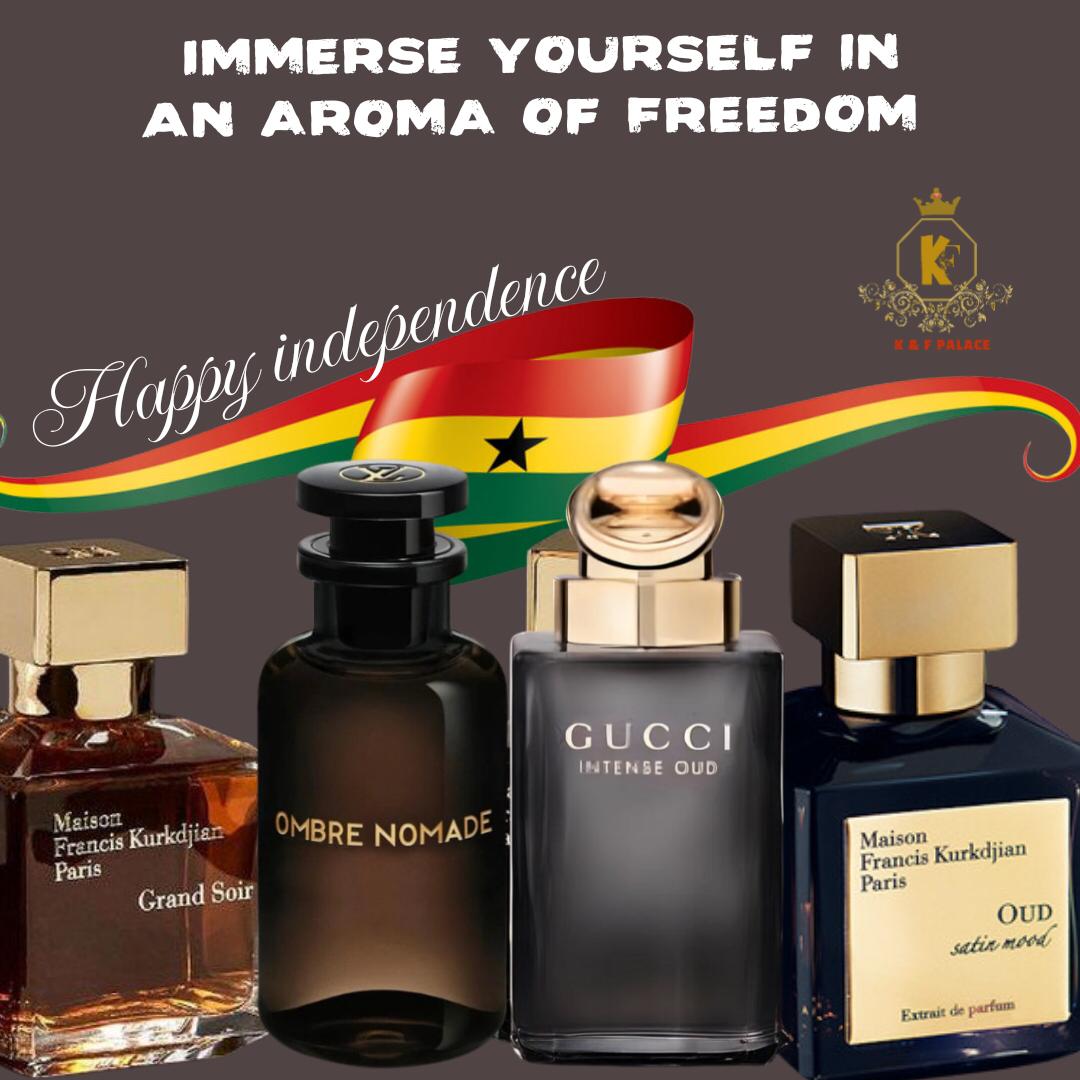 IMMERSE YOURSELF IN
AN AROMA OF FREEDOM
KF
K & F PALACE
Happy independence
Maison
Francis Kurkdjian
Paris
Grand Soir
OMBRE NOMADE
GUCCI
INTENSE OUD
Maison
Francis Kurkdjian
Paris
OUD
satin mood
Extrait de parfum